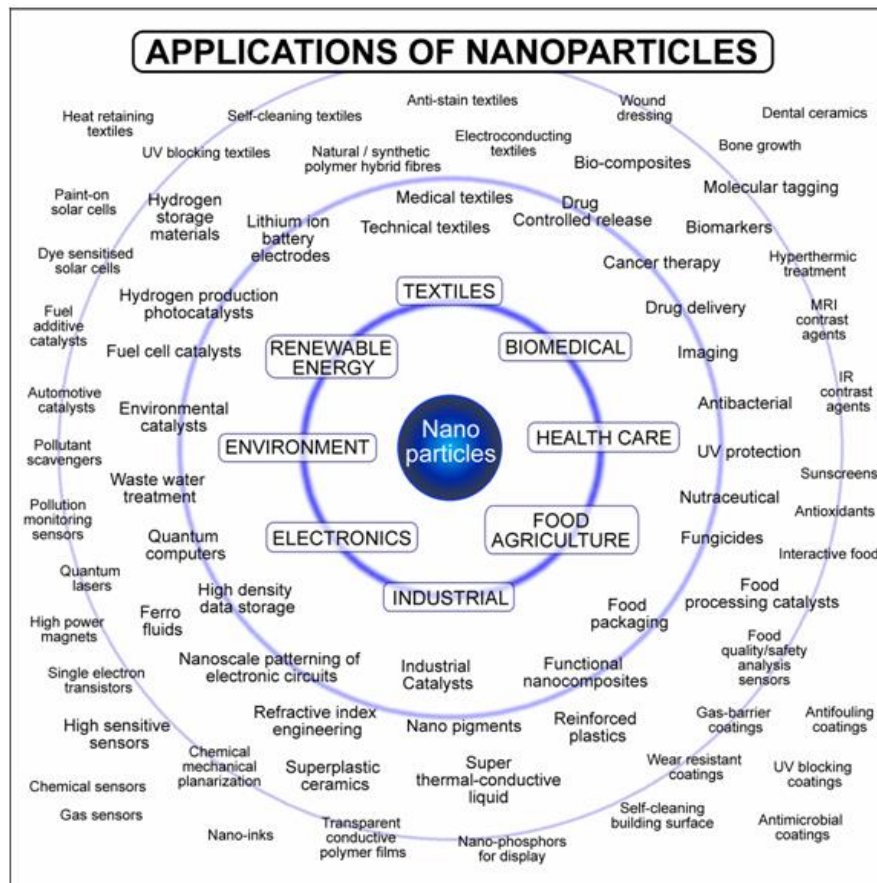 APPLICATIONS OF NANOPARTICLES
Anti-stain textiles
Wound
dressing
Dental ceramics
Heat retaining
textiles
Self-cleaning textiles
Electroconducting
textiles
Bone growth
UV blocking textiles
Natural / synthetic
polymer hybrid fibres
Bio-composites
Molecular tagging
Paint-on
solar cells
Hydrogen
storage
materials
Lithium ion
battery
electrodes
Medical textiles
Technical textiles
Drug
Controlled release
Biomarkers
Dye sensitised
solar cells
Cancer therapy
Hyperthermic
treatment
Hydrogen production
photocatalysts
TEXTILES
Drug delivery
MRI
contrast
agents
Fuel
additive
catalysts
Fuel cell catalysts
RENEWABLE
ENERGY
BIOMEDICAL
Imaging
IR
contrast
agents
Automotive
catalysts
Environmental
catalysts
Antibacterial
Pollutant
scavengers
ENVIRONMENT
Nano
particles
HEALTH CARE
UV protection
Sunscreens
Waste water
treatment
Nutraceutical
Antioxidants
Pollution
monitoring
sensors
Quantum
computers
ELECTRONICS
FOOD
AGRICULTURE
Fungicides
Interactive food
Quantum
lasers
High density
data storage
INDUSTRIAL
Food
packaging
Food
processing catalysts
High power
magnets
Ferro
fluids
Food
quality/safety
analysis
sensors
Single electron
transistors
Nanoscale patterning of
electronic circuits
Industrial
Catalysts
Functional
nanocomposites
High sensitive
sensors
Refractive index
engineering
Nano pigments
Reinforced
plastics
Gas-barrier
coatings
Antifouling
coatings
Chemical
mechanical
planarization
Superplastic
ceramics
Super
thermal-conductive
liquid
Wear resistant
coatings
UV blocking
coatings
Chemical sensors
Gas sensors
Nano-inks
Transparent
conductive
polymer films
Nano-phosphors
for display
Self-cleaning
building surface
Antimicrobial
coatings